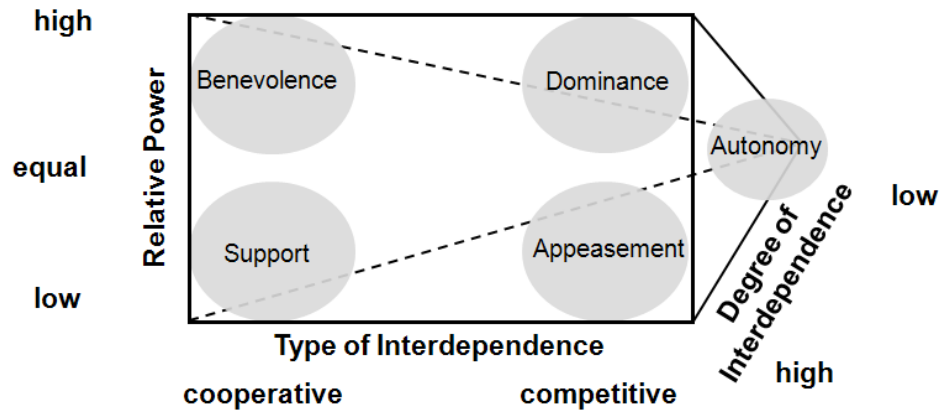 high
Benevolence
Dominance
Relative Power
Autonomy
equal
low
Support
Appeasement
Degree of
Interdependence
low
Type of Interdependence
high
cooperative
competitive